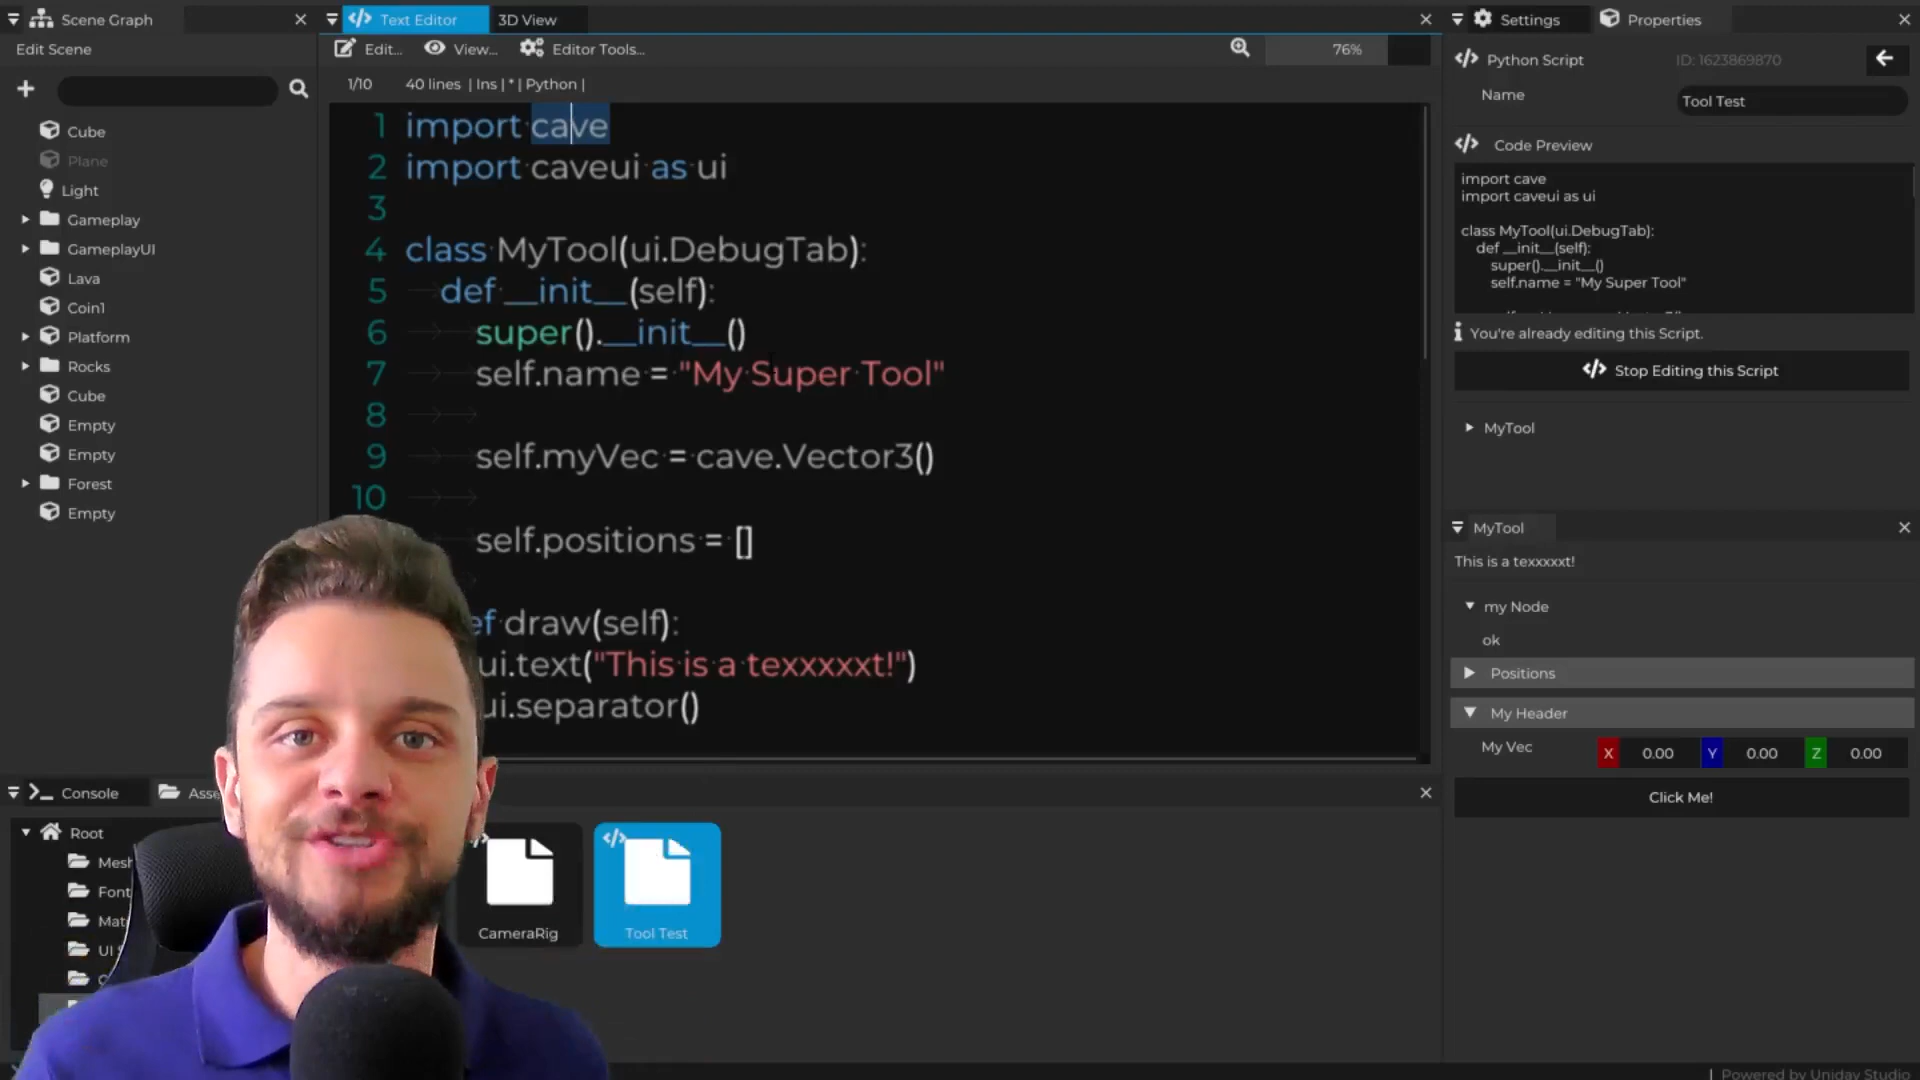 Scene Graph
Text Editor
3D View
Settings
Properties
Edit Scene
Edit...
View...
Editor Tools...
76%
Python Script
ID: 1623869870
1/10 40 lines | Ins | * | Python |
Name
Tool Test
Cube
Plane
Light
Gameplay
GameplayUI
Lava
Coin1
Platform
Rocks
Cube
Empty
Empty
Forest
Empty
1 import cave
2 import caveui as ui
3
4 class MyTool(ui.DebugTab):
5 def __init__(self):
6 super().__init__()
7 self.name = "My Super Tool"
8
9 self.myVec = cave.Vector3()
10
self.positions = []
ef draw(self):
ui.text("This is a texxxxxt!")
ui.separator()
Code Preview
import cave
import caveui as ui
class MyTool(ui.DebugTab):
def __init__(self):
super().__init__()
self.name = "My Super Tool"
You're already editing this Script.
Stop Editing this Script
MyTool
MyTool
This is a texxxxxt!
my Node
ok
Positions
My Header
My Vec X 0.00 Y 0.00 Z 0.00
Click Me!
Console
Asse
Root
Mesh
Font
Mat
UI S
CameraRig
Tool Test
| Powered by Uniday Studio